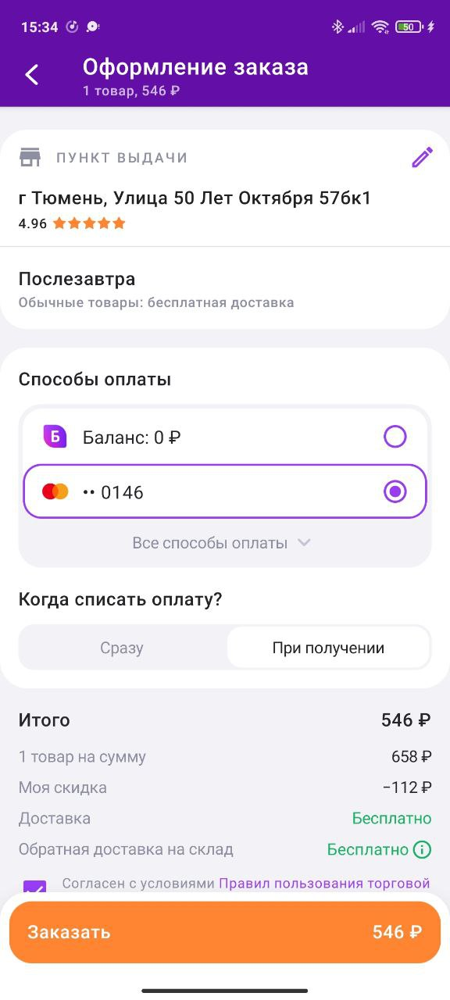 15:34
50
Оформление заказа
1 товар, 546 ₽
ПУНКТ ВЫДАЧИ
г Тюмень, Улица 50 Лет Октября 57бк1
4.96
Послезавтра
Обычные товары: бесплатная доставка
Способы оплаты
Б Баланс: 0 ₽
•• 0146
Все способы оплаты
Когда списать оплату?
Сразу При получении
Итого 546 ₽
1 товар на сумму 658 ₽
Моя скидка −112 ₽
Доставка Бесплатно
Обратная доставка на склад Бесплатно
Согласен с условиями Правил пользования торговой
Заказать 546 ₽